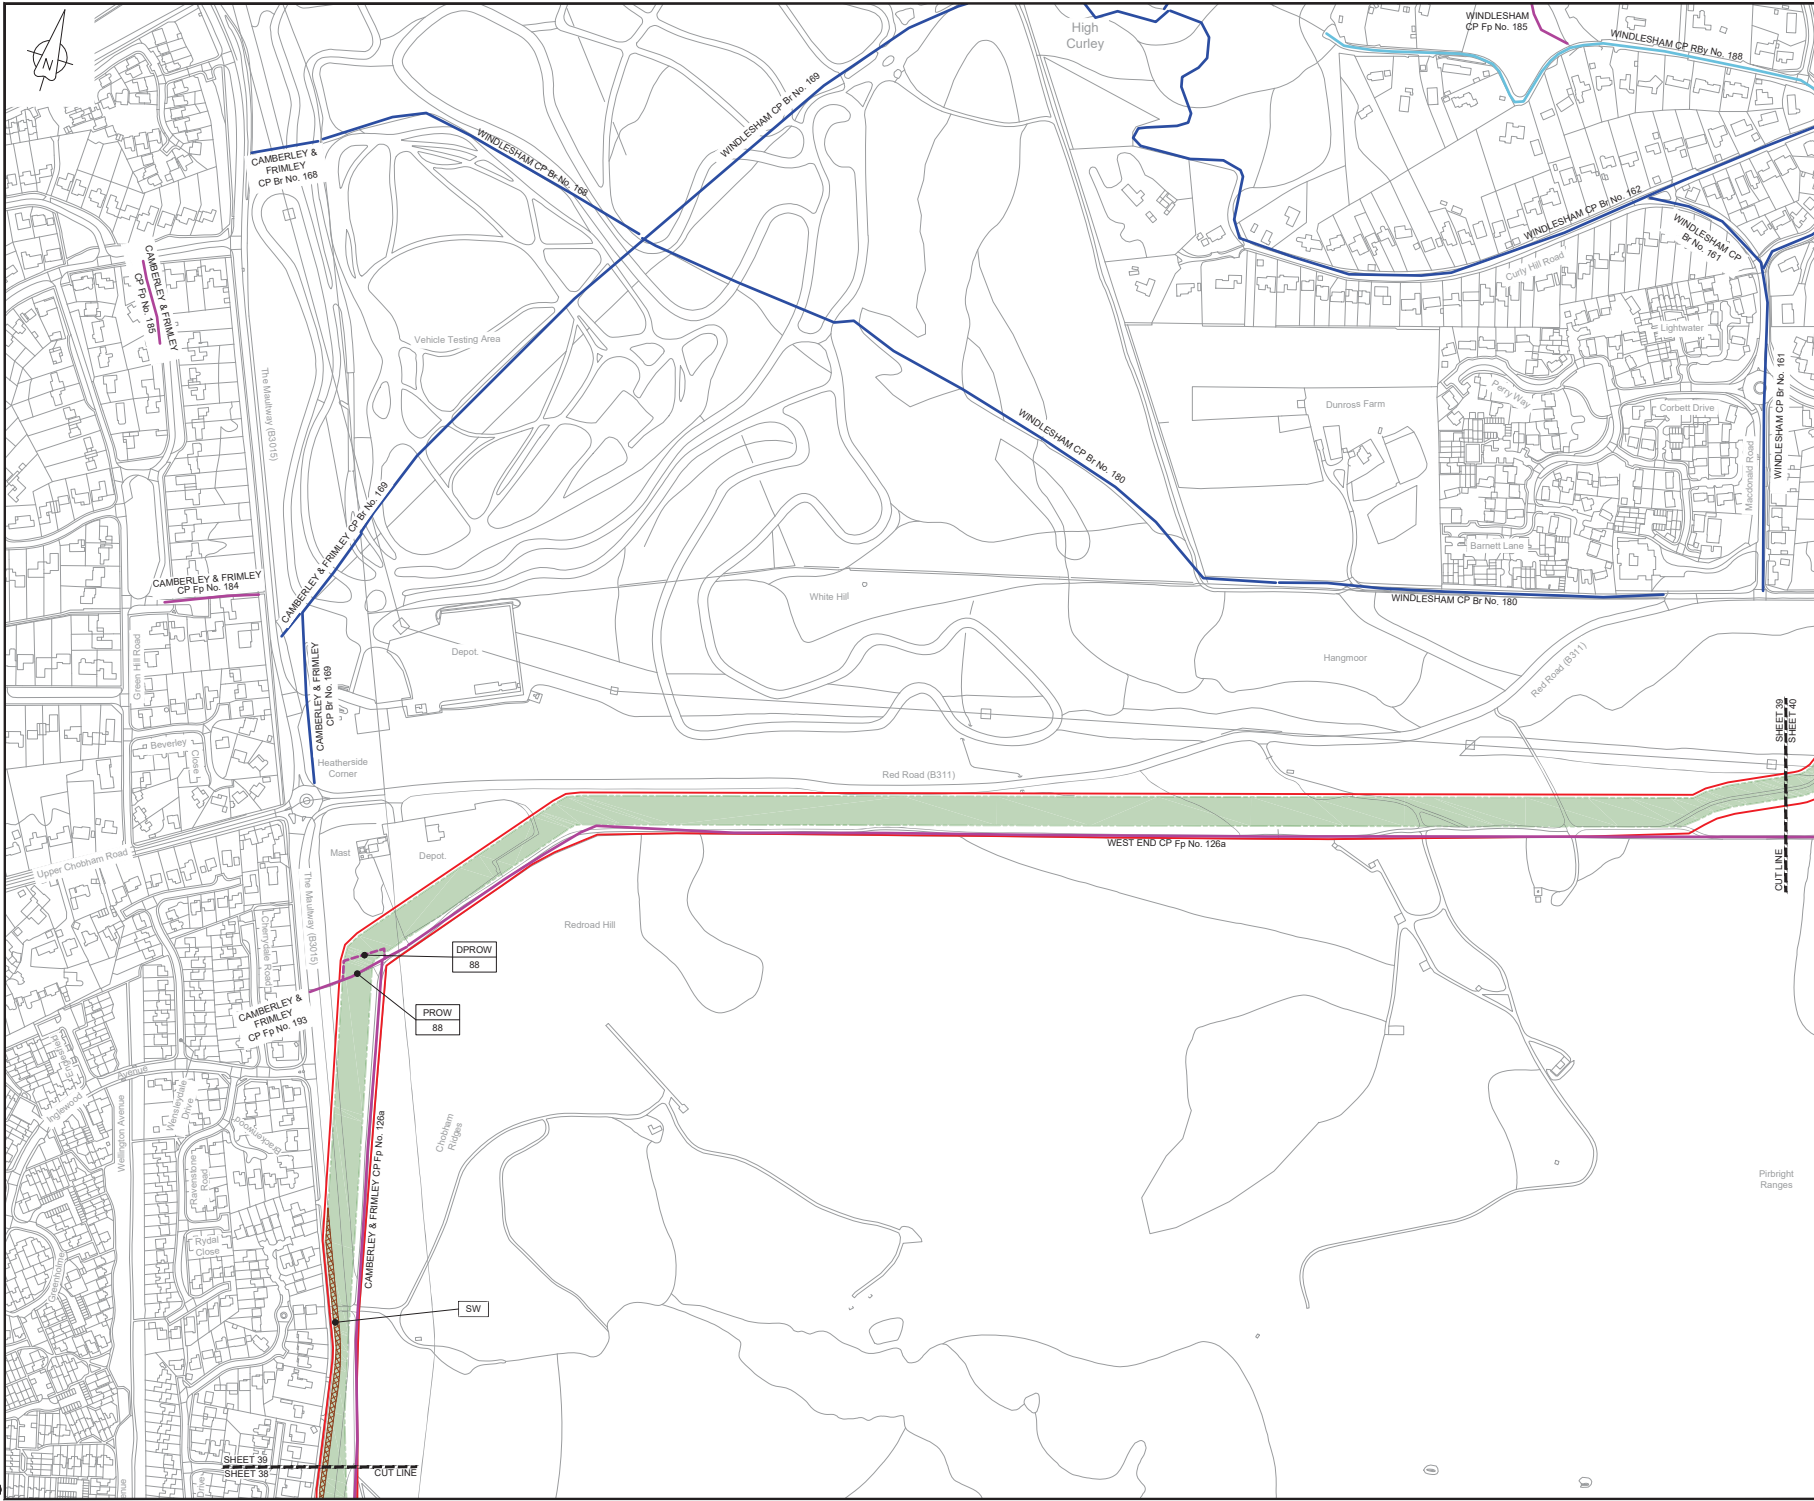 N
High
Curley
WINDLESHAM
CP Fp No. 185
WINDLESHAM CP RBy No. 188
WINDLESHAM CP Br No. 169
CAMBERLEY &
FRIMLEY
CP Br No. 168
WINDLESHAM CP Br No. 168
WINDLESHAM CP Br No. 162
WINDLESHAM CP
Br No. 161
Curly Hill Road
CAMBERLEY & FRIMLEY
CP Fp No. 185
Vehicle Testing Area
Lightwater
The Maultway (B3015)
WINDLESHAM CP Br No. 161
Perry Way
Dunross Farm
Corbett Drive
Macdonald Road
WINDLESHAM CP Br No. 180
CAMBERLEY & FRIMLEY CP Br No. 169
Barnett Lane
CAMBERLEY & FRIMLEY
CP Fp No. 184
White Hill
WINDLESHAM CP Br No. 180
Green Hill Road
Depot.
CAMBERLEY & FRIMLEY
CP Br No. 169
Hangmoor
Red Road (B311)
SHEET 39
SHEET 40
Beverley
Close
Heatherside
Corner
Red Road (B311)
Mast
Depot.
WEST END CP Fp No. 126a
CUT LINE
Upper Chobham Road
The Maultway (B3015)
Cherrydale Road
Redroad Hill
DPROW
88
PROW
88
CAMBERLEY &
FRIMLEY
CP Fp No. 193
Inglewood
Avenue
Wellington Avenue
Wensleydale
Drive
Brackenwood
Chobham
Ridges
CAMBERLEY & FRIMLEY CP Fp No. 126a
Ravenstone
Road
Pirbright
Ranges
Rydal
Close
Greenholme
SW
SHEET 39
SHEET 38
CUT LINE
Drive